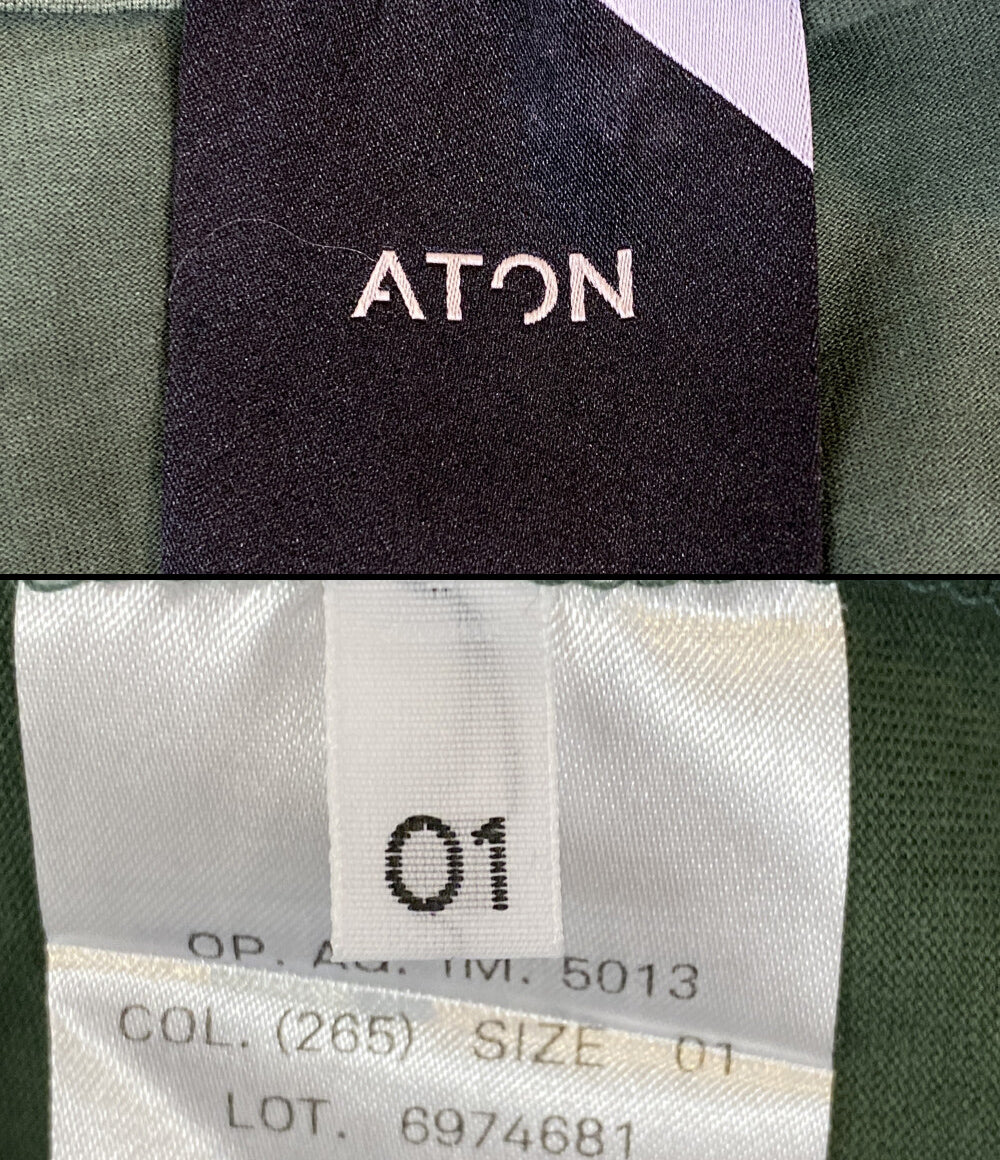 ATON
01
OP. 5013
COL. (265) SIZE 01
LOT. 6974681